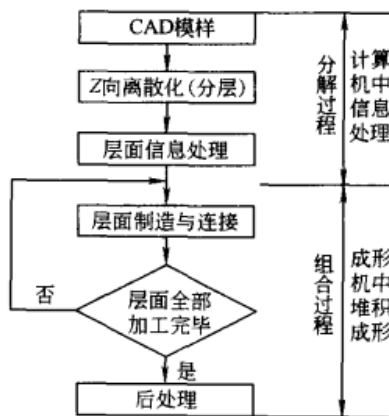 CAD模样
Z向离散化(分层)
层面信息处理
层面制造与连接
层面全部
加工完毕
否
是
后处理
分解过程
计算
机中
信息
处理
组合过程
成形
机中
堆积
成形